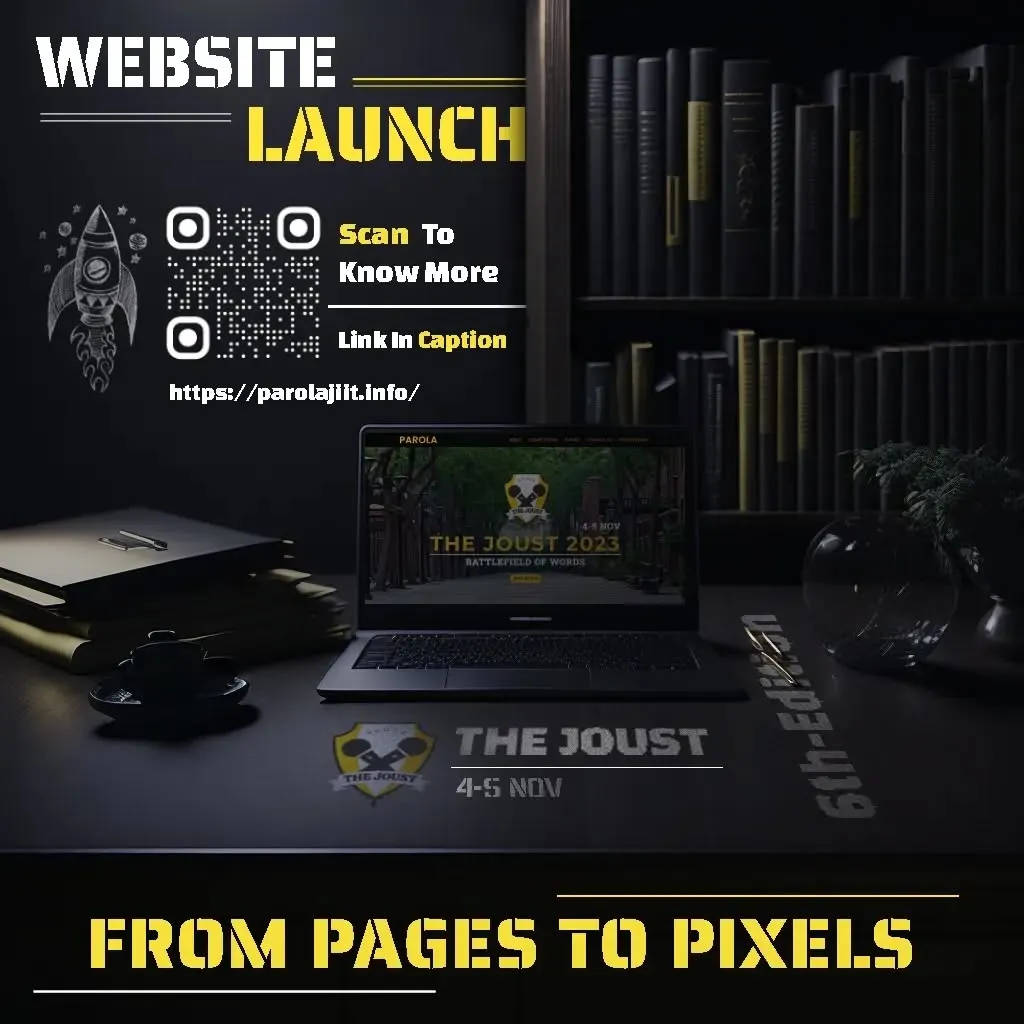 WEBSITE
LAUNCH
Scan To
Know More
Link In Caption
https://parolajiit.info/
PAROLA
THE JOUST
4-5 NOV
THE JOUST 2023
BATTLEFIELD OF WORDS
THE JOUST
THE JOUST
4-5 NOV
6th-Edition
FROM PAGES TO PIXELS